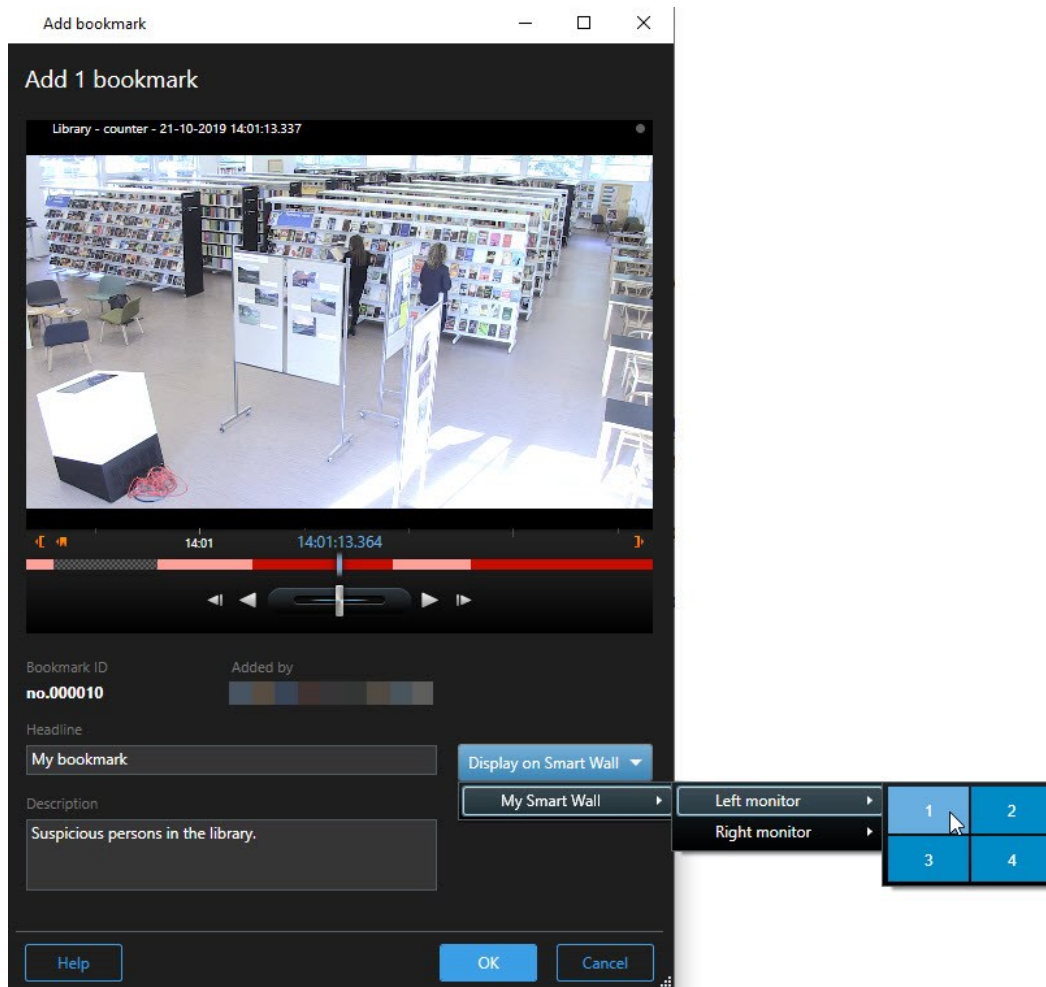 Add bookmark
Add 1 bookmark
Library - counter - 21-10-2019 14:01:13.337
14:01 14:01:13.364
Bookmark ID Added by
no.000010
Headline
My bookmark
Display on Smart Wall
My Smart Wall
Left monitor
Right monitor
1 2
3 4
Description
Suspicious persons in the library.
Help OK Cancel